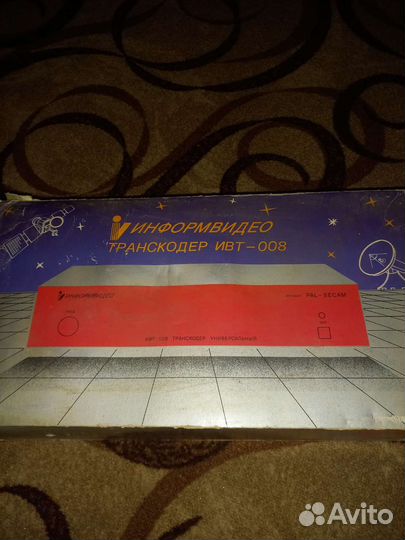 ИНФОРМВИДЕО
ТРАНСКОДЕР ИВТ-008
ИНФОРМВИДЕО
PAL-SECAM
ИВТ 008 ТРАНСКОДЕР УНИВЕРСАЛЬНЫЙ
Avito